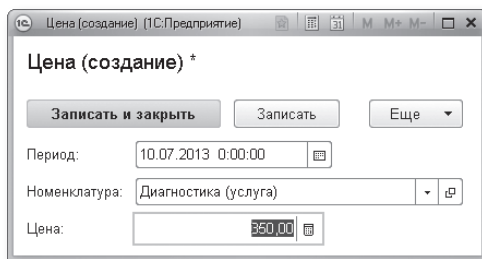 Цена (создание) (1С:Предприятие)
M M+ M-
Цена (создание) *
Записать и закрыть Записать Еще
Период: 10.07.2013 0:00:00
Номенклатура: Диагностика (услуга)
Цена: 350,00